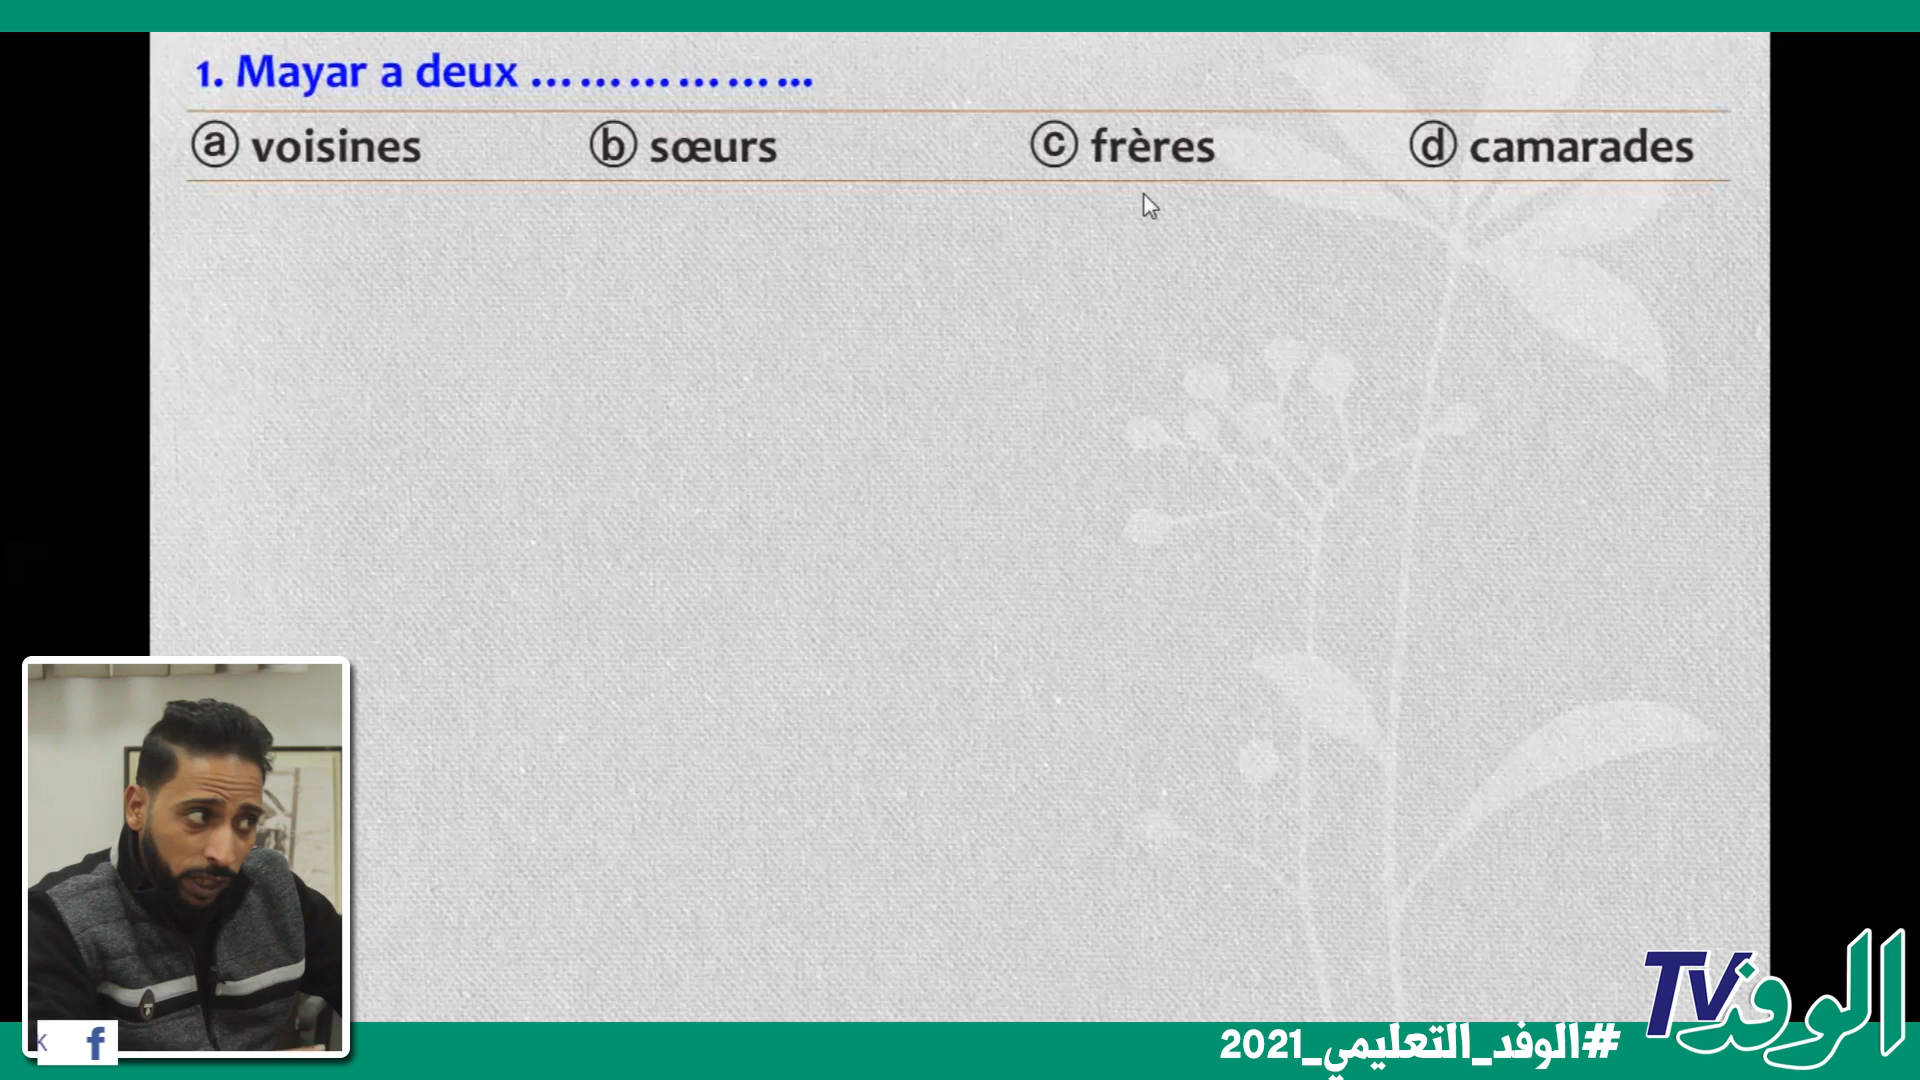 1. Mayar a deux ………………...
ⓐ voisines ⓑ sœurs ⓒ frères ⓓ camarades
K f
#الوفد_التعليمي_2021
الوفد TV